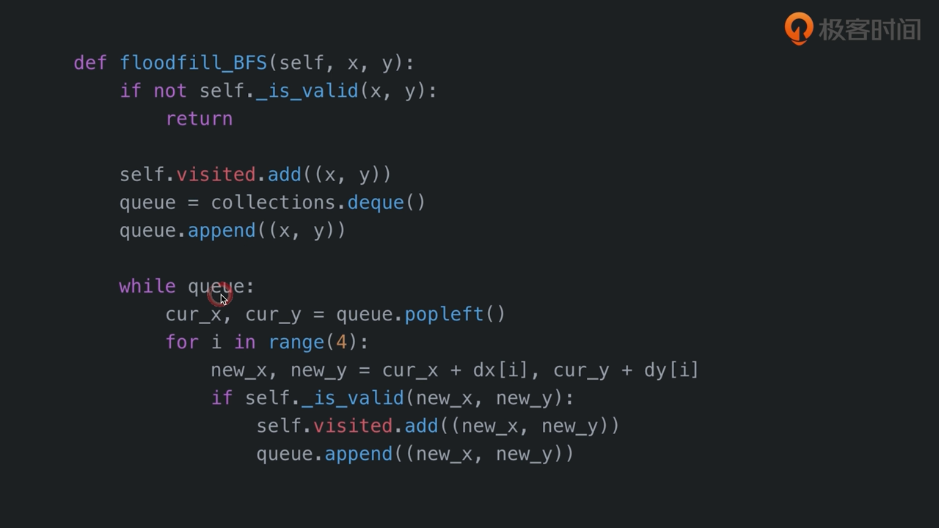 极客时间
def floodfill_BFS(self, x, y):
    if not self._is_valid(x, y):
        return
    self.visited.add((x, y))
    queue = collections.deque()
    queue.append((x, y))
    while queue:
        cur_x, cur_y = queue.popleft()
        for i in range(4):
            new_x, new_y = cur_x + dx[i], cur_y + dy[i]
            if self._is_valid(new_x, new_y):
                self.visited.add((new_x, new_y))
                queue.append((new_x, new_y))